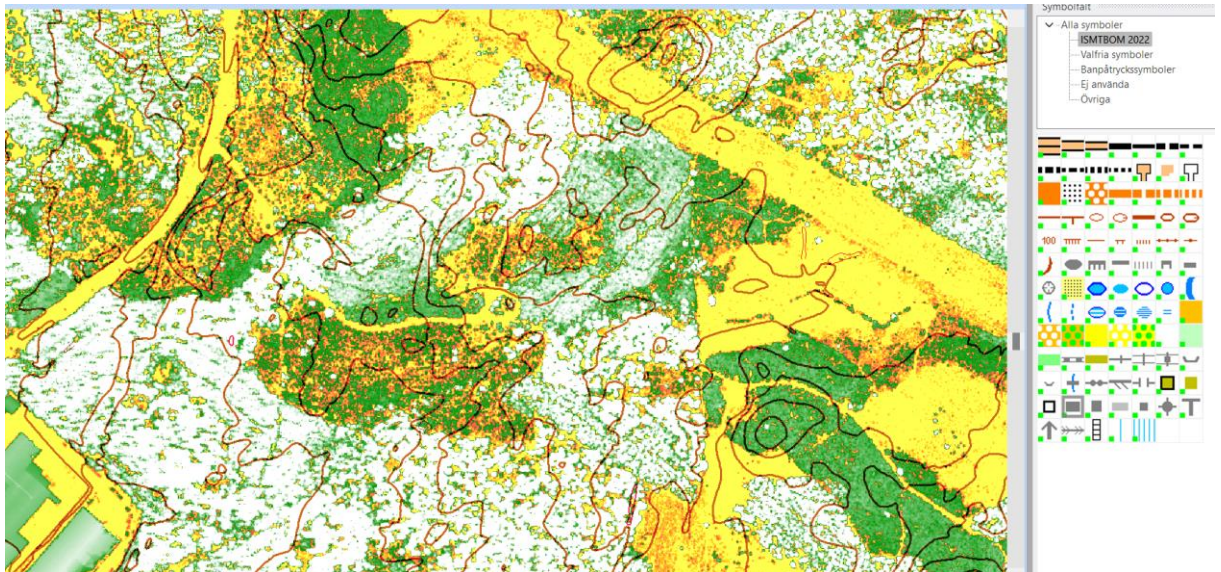 Symbolfält
Alla symboler
ISMTBOM 2022
Valfria symboler
Banpåtryckssymboler
Ej använda
Övriga
100